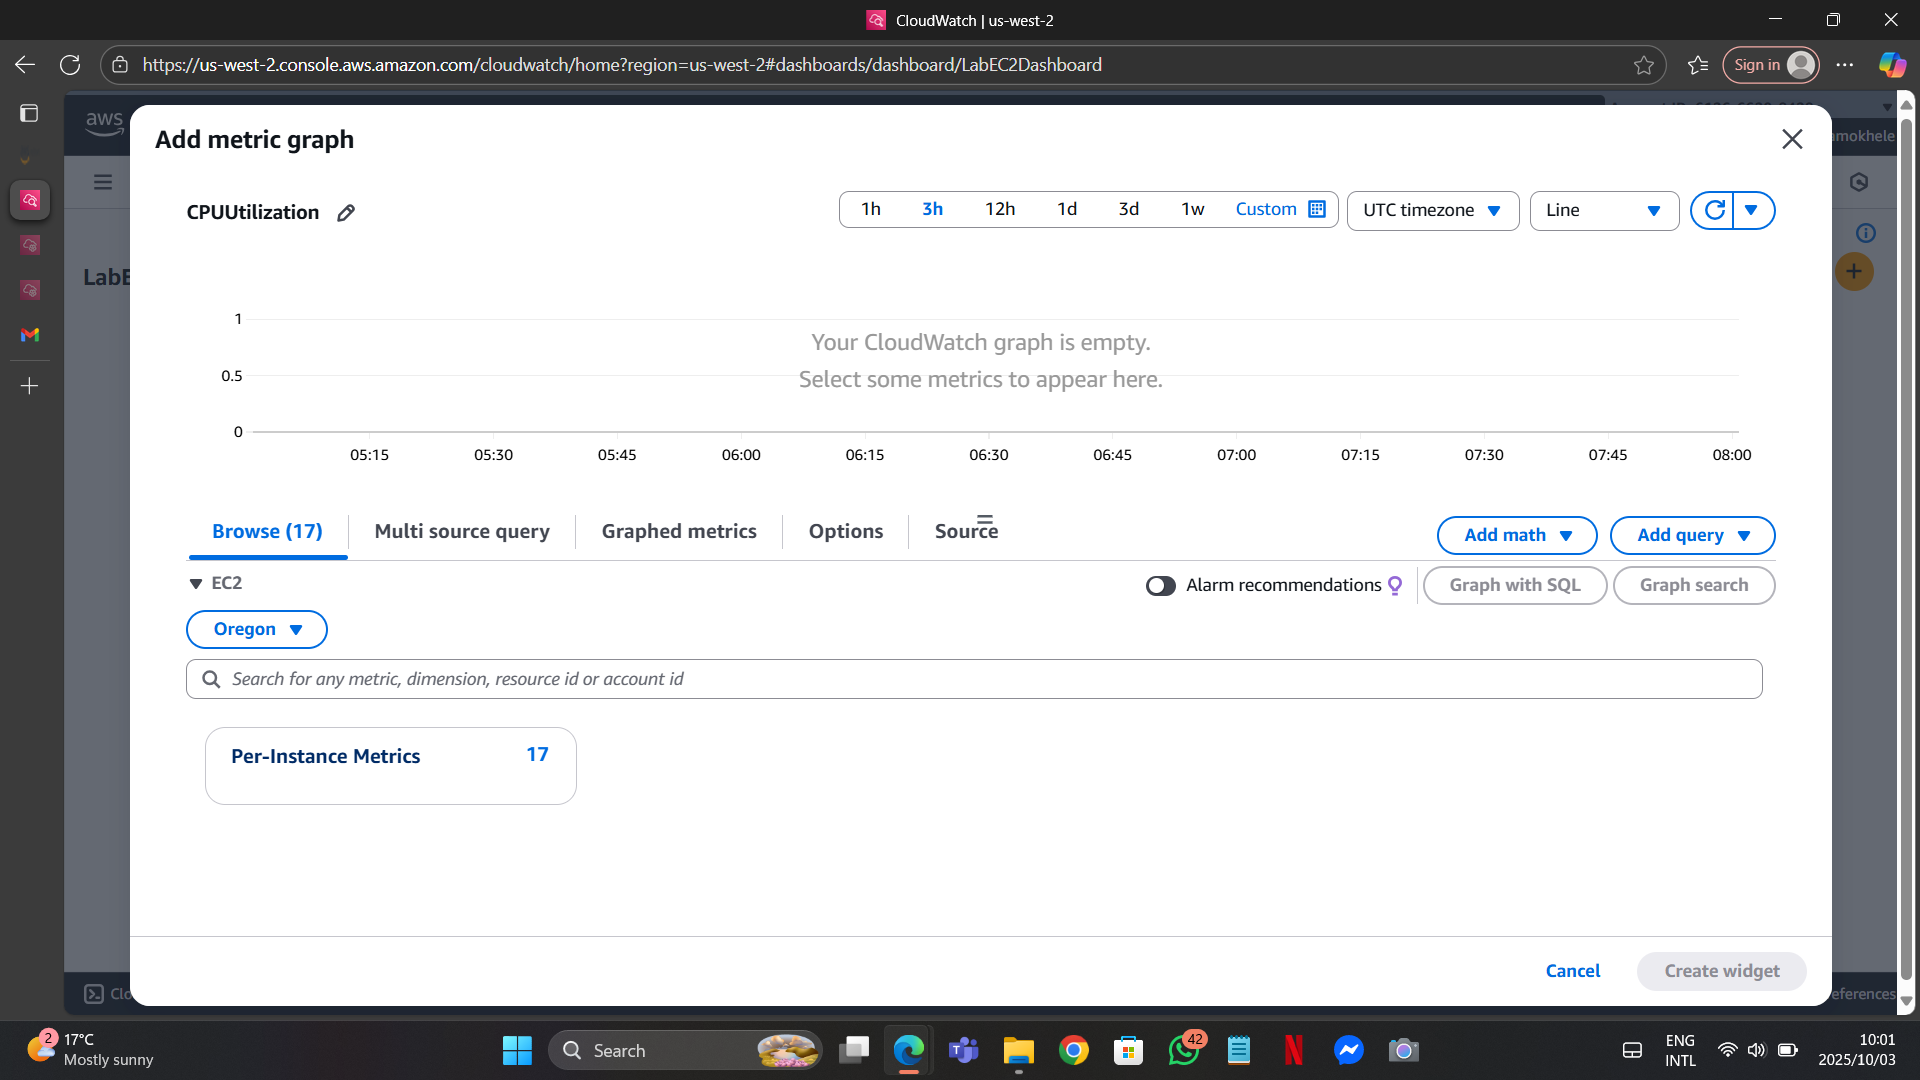 CloudWatch | us-west-2
https://us-west-2.console.aws.amazon.com/cloudwatch/home?region=us-west-2#dashboards/dashboard/LabEC2Dashboard
Sign in
aws
mokhele
Add metric graph
LabE
CPUUtilization
1h 3h 12h 1d 3d 1w Custom
UTC timezone
Line
1
0.5
0
Your CloudWatch graph is empty.
Select some metrics to appear here.
05:15 05:30 05:45 06:00 06:15 06:30 06:45 07:00 07:15 07:30 07:45 08:00
Browse (17) Multi source query Graphed metrics Options Source
Add math Add query
EC2
Alarm recommendations
Graph with SQL Graph search
Oregon
Search for any metric, dimension, resource id or account id
Per-Instance Metrics 17
Cancel Create widget
Clo
eferences
2
17°C
Mostly sunny
Search
42
ENG
INTL
10:01
2025/10/03